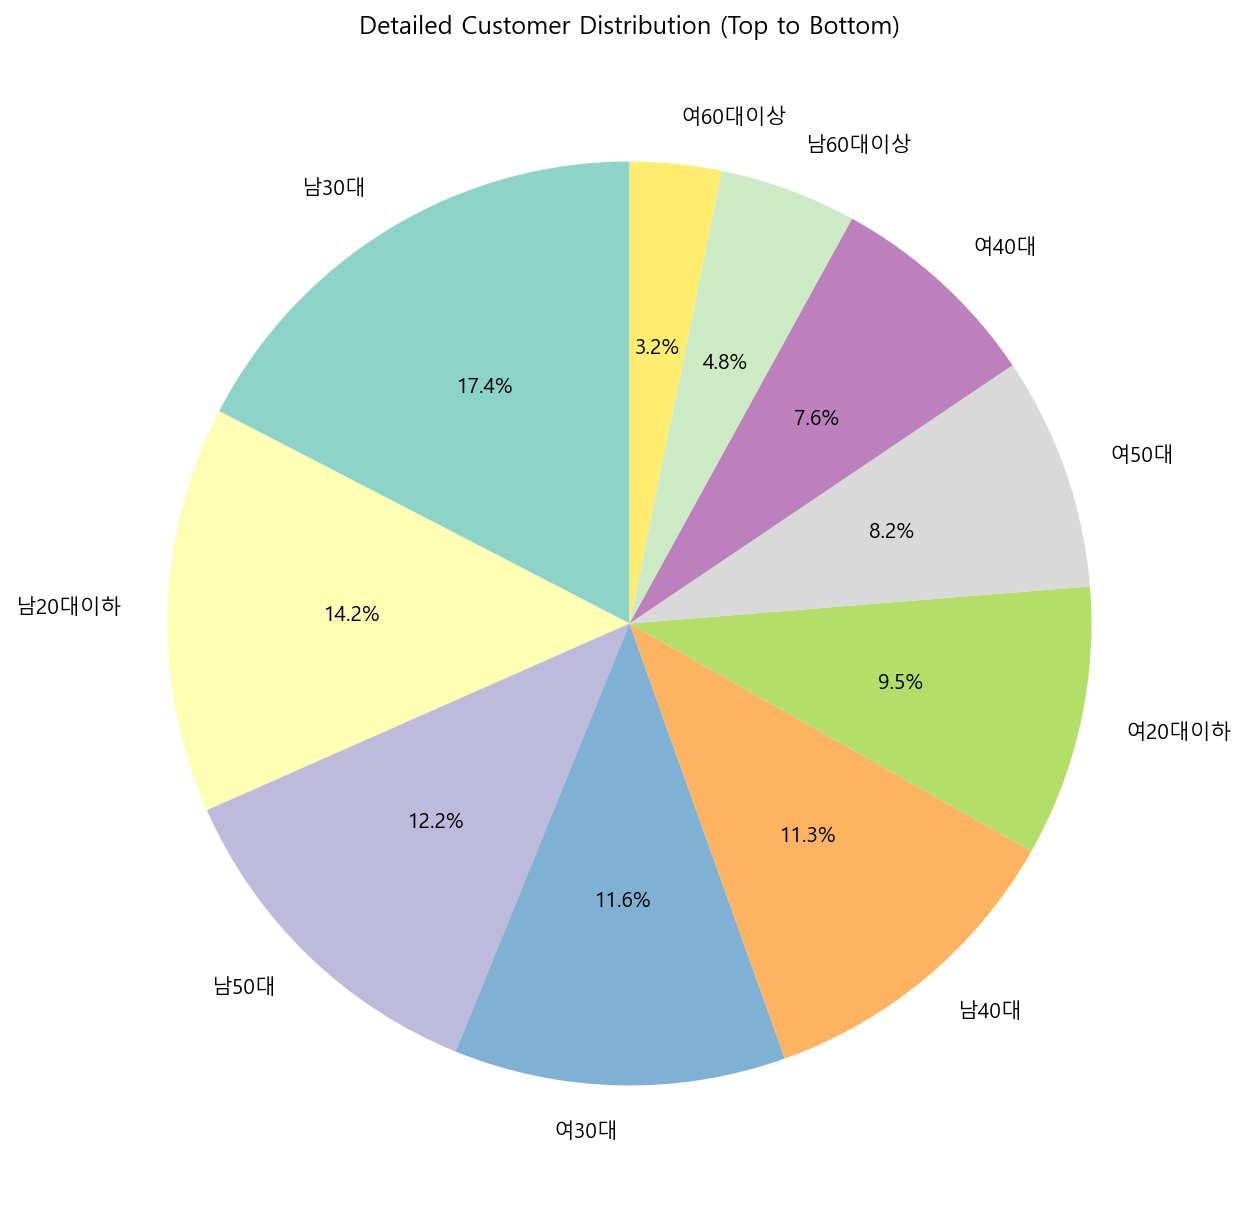 Detailed Customer Distribution (Top to Bottom)
여60대이상
남60대이상
남30대
여40대
3.2%
4.8%
17.4%
7.6%
여50대
8.2%
남20대이하
14.2%
9.5%
여20대이하
12.2%
11.3%
11.6%
남50대
남40대
여30대